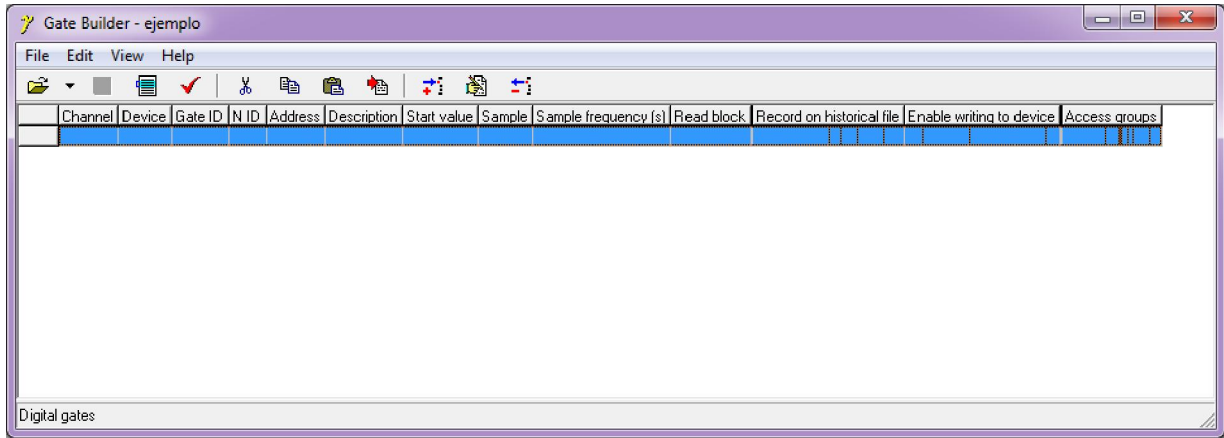 Gate Builder - ejemplo
File Edit View Help
Channel Device Gate ID N ID Address Description Start value Sample Sample frequency (s) Read block Record on historical file Enable writing to device Access groups
Digital gates